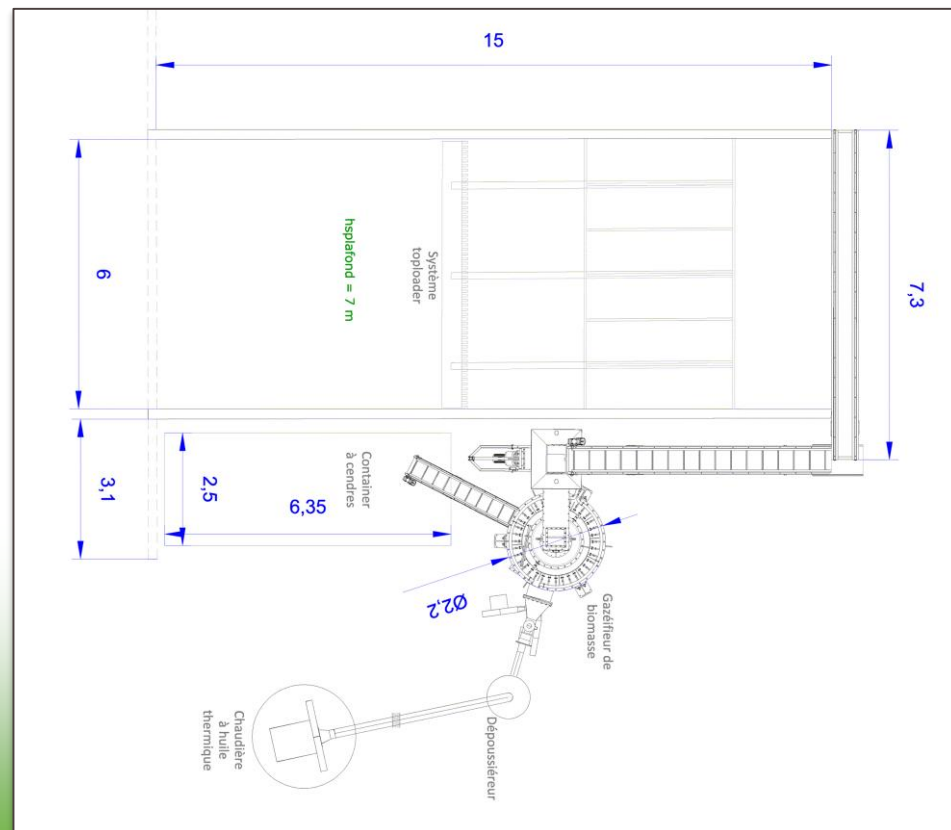 15
7,3
6
hsplafond = 7 m
Système
toploader
3,1
2,5
6,35
Container
à cendres
Ø2,2
Gazéifieur de
biomasse
Dépoussiéreur
Chaudière
à huile
thermique